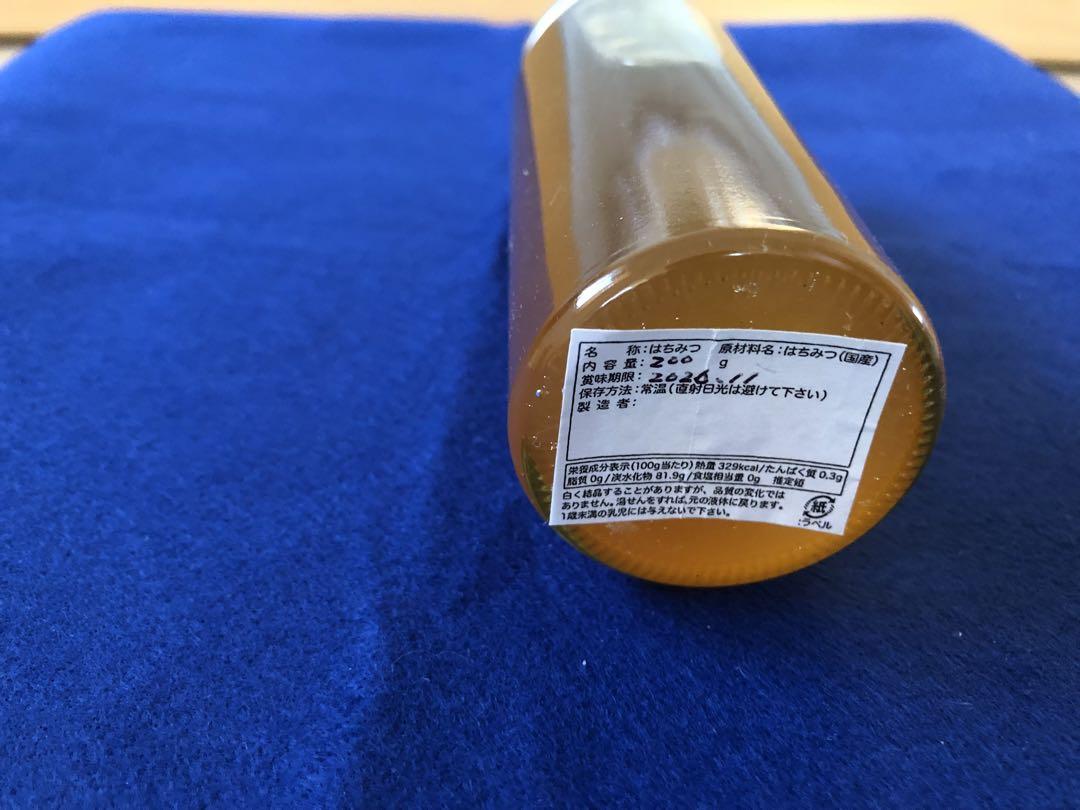 名　称：はちみつ　原材料名：はちみつ（国産）
内容量：200 g
賞味期限：2026.11
保存方法：常温（直射日光は避けて下さい）
製造者：
栄養成分表示（100g当たり）熱量 329kcal/たんぱく質 0.3g
脂質 0g/炭水化物 81.9g/食塩相当量 0g　推定値
白く結晶することがありますが、品質の変化では
ありません。湯せんをすれば、元の液体に戻ります。
1歳未満の乳児には与えないで下さい。
紙
：ラベル